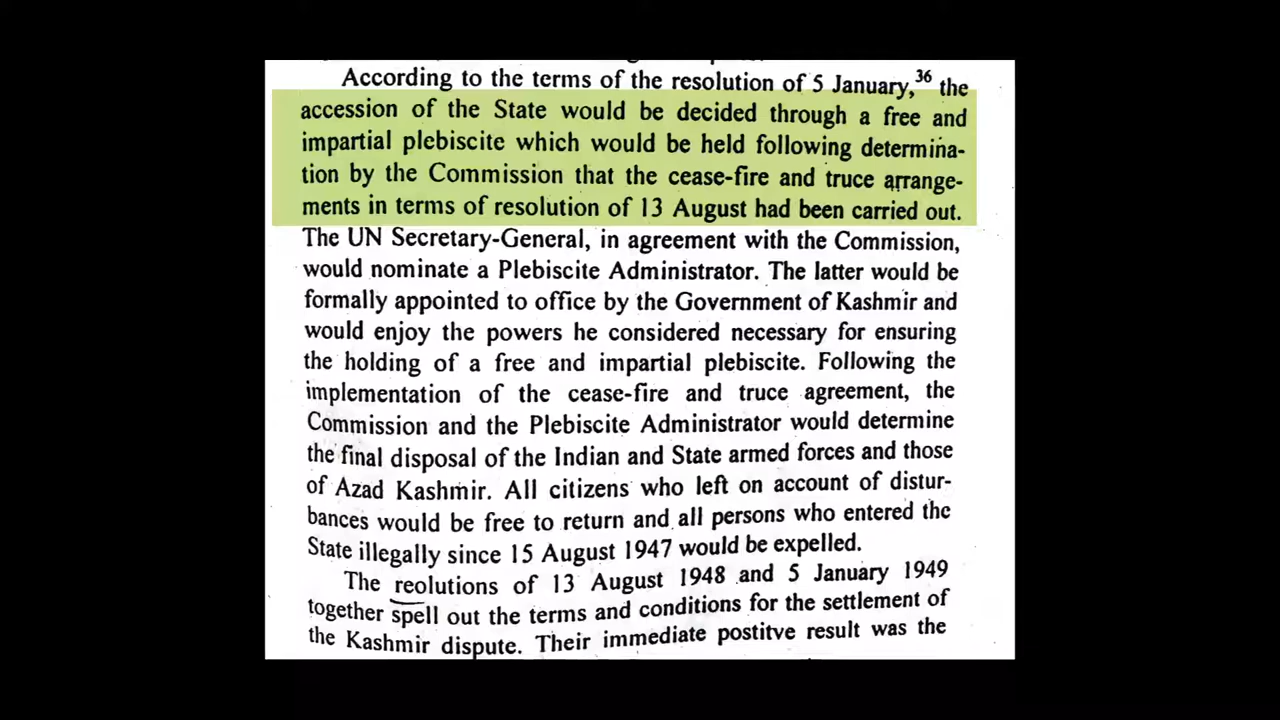 According to the terms of the resolution of 5 January,36 the
accession of the State would be decided through a free and
impartial plebiscite which would be held following determina-
tion by the Commission that the cease-fire and truce arrange-
ments in terms of resolution of 13 August had been carried out.
The UN Secretary-General, in agreement with the Commission,
would nominate a Plebiscite Administrator. The latter would be
formally appointed to office by the Government of Kashmir and
would enjoy the powers he considered necessary for ensuring
the holding of a free and impartial plebiscite. Following the
implementation of the cease-fire and truce agreement, the
Commission and the Plebiscite Administrator would determine
the final disposal of the Indian and State armed forces and those
of Azad Kashmir. All citizens who left on account of distur-
bances would be free to return and all persons who entered the
State illegally since 15 August 1947 would be expelled.
The reolutions of 13 August 1948 and 5 January 1949
together spell out the terms and conditions for the settlement of
the Kashmir dispute. Their immediate postitve result was the